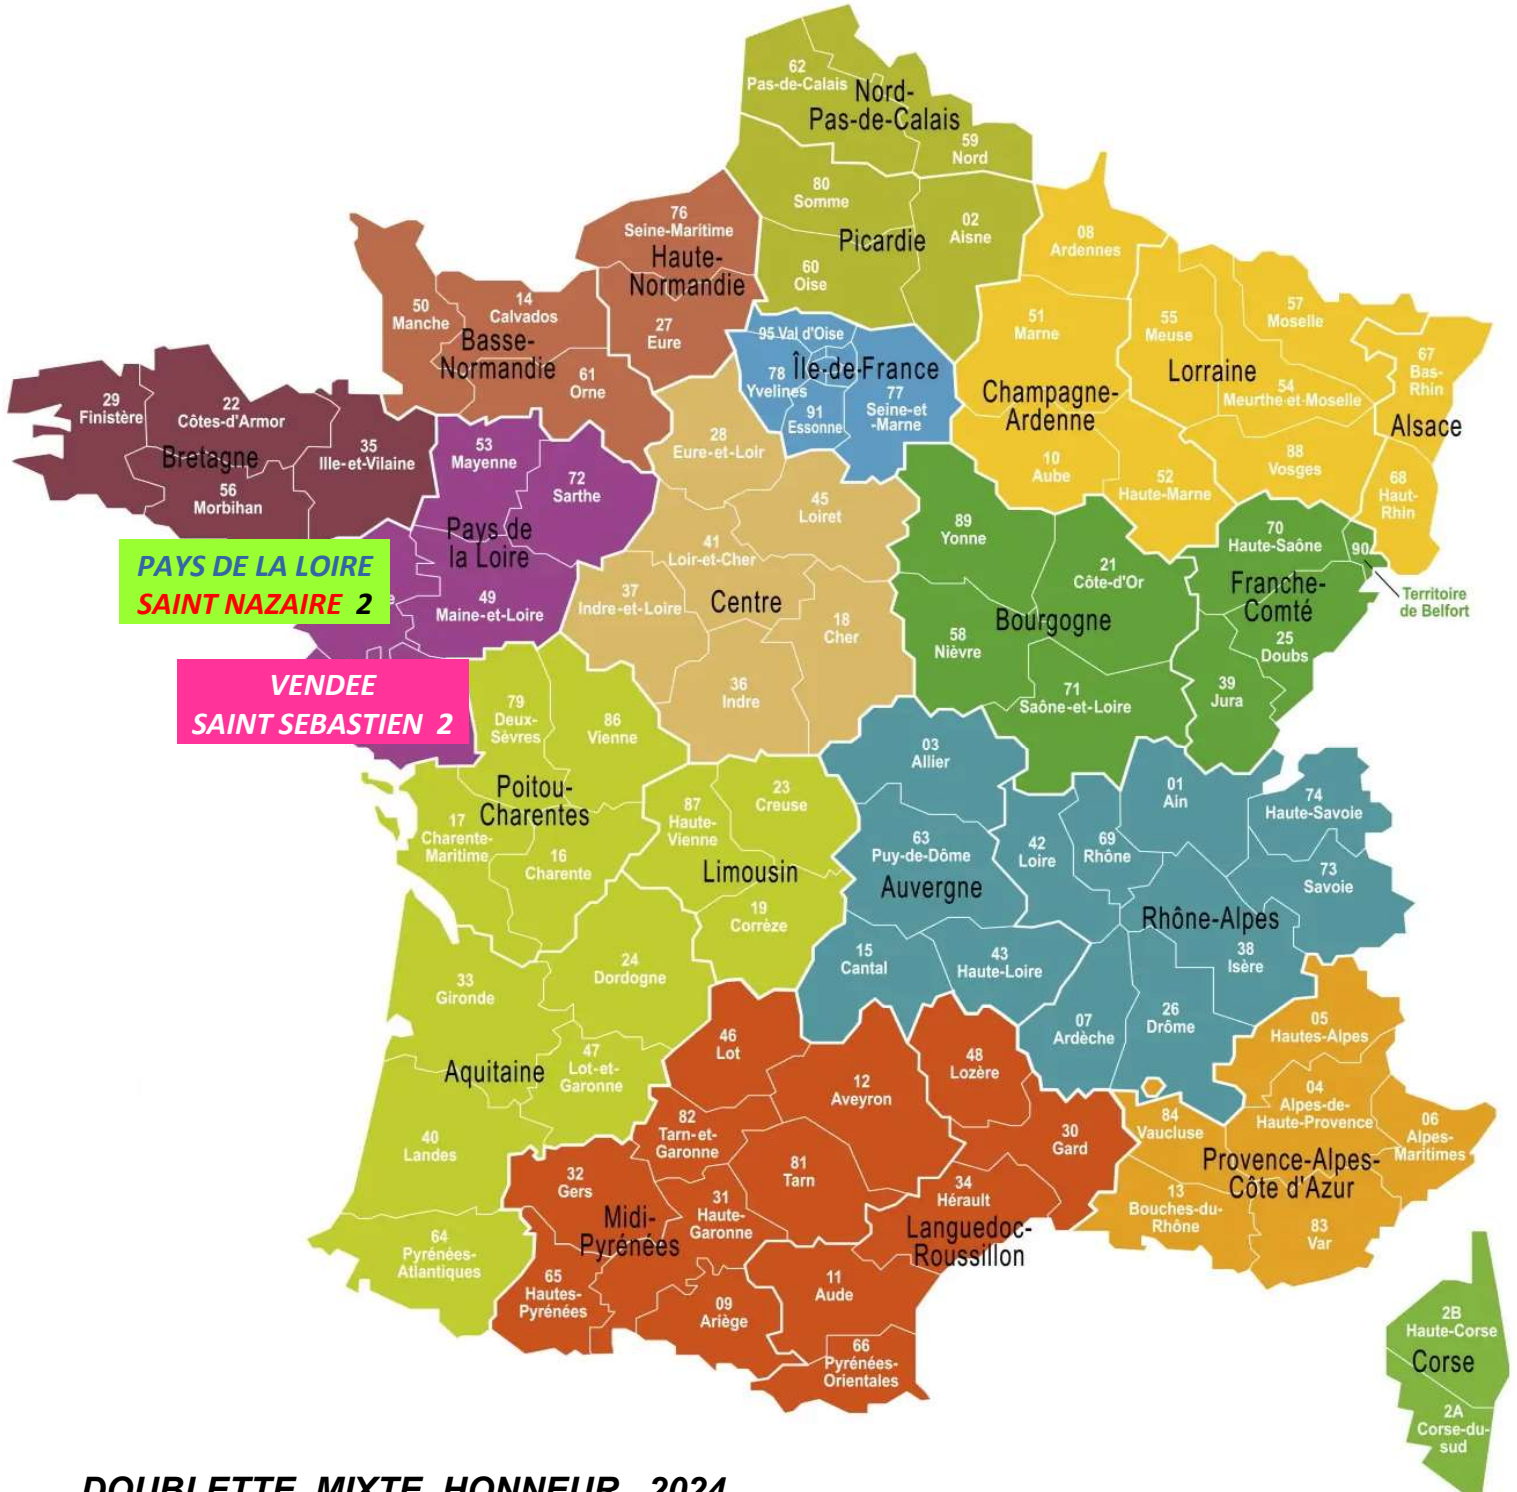 62
Pas-de-Calais
Nord-
Pas-de-Calais
59
Nord
80
Somme
02
Aisne
Picardie
60
Oise
76
Seine-Maritime
Haute-
Normandie
27
Eure
08
Ardennes
50
Manche
14
Calvados
Basse-
Normandie
61
Orne
95 Val d'Oise
Île-de-France
78
Yvelines
91
Essonne
77
Seine-et
-Marne
51
Marne
55
Meuse
57
Moselle
Lorraine
54
Meurthe-et-Moselle
67
Bas-
Rhin
Champagne-
Ardenne
Alsace
10
Aube
52
Haute-Marne
88
Vosges
68
Haut-
Rhin
29
Finistère
22
Côtes-d'Armor
Bretagne
35
Ille-et-Vilaine
56
Morbihan
53
Mayenne
72
Sarthe
Pays de
la Loire
49
Maine-et-Loire
e
PAYS DE LA LOIRE
SAINT NAZAIRE 2
VENDEE
SAINT SEBASTIEN 2
28
Eure-et-Loir
45
Loiret
41
Loir-et-Cher
37
Indre-et-Loire
Centre
18
Cher
36
Indre
89
Yonne
21
Côte-d'Or
Bourgogne
58
Nièvre
71
Saône-et-Loire
70
Haute-Saône
90
Territoire
de Belfort
Franche-
Comté
25
Doubs
39
Jura
79
Deux-
Sèvres
86
Vienne
Poitou-
Charentes
17
Charente-
Maritime
16
Charente
87
Haute-
Vienne
23
Creuse
Limousin
19
Corrèze
03
Allier
63
Puy-de-Dôme
Auvergne
15
Cantal
43
Haute-Loire
42
Loire
69
Rhône
01
Ain
74
Haute-Savoie
73
Savoie
Rhône-Alpes
38
Isère
07
Ardèche
26
Drôme
33
Gironde
24
Dordogne
Aquitaine
47
Lot-et-
Garonne
40
Landes
64
Pyrénées-
Atlantiques
46
Lot
12
Aveyron
48
Lozère
82
Tarn-et-
Garonne
81
Tarn
30
Gard
32
Gers
31
Haute-
Garonne
34
Hérault
Midi-
Pyrénées
Languedoc-
Roussillon
65
Hautes-
Pyrénées
09
Ariège
11
Aude
66
Pyrénées-
Orientales
05
Hautes-Alpes
04
Alpes-de-
Haute-Provence
06
Alpes-
Maritimes
84
Vaucluse
Provence-Alpes-
Côte d'Azur
13
Bouches-du-
Rhône
83
Var
2B
Haute-Corse
Corse
2A
Corse-du-
sud
DOUBLETTE MIXTE HONNEUR 2024